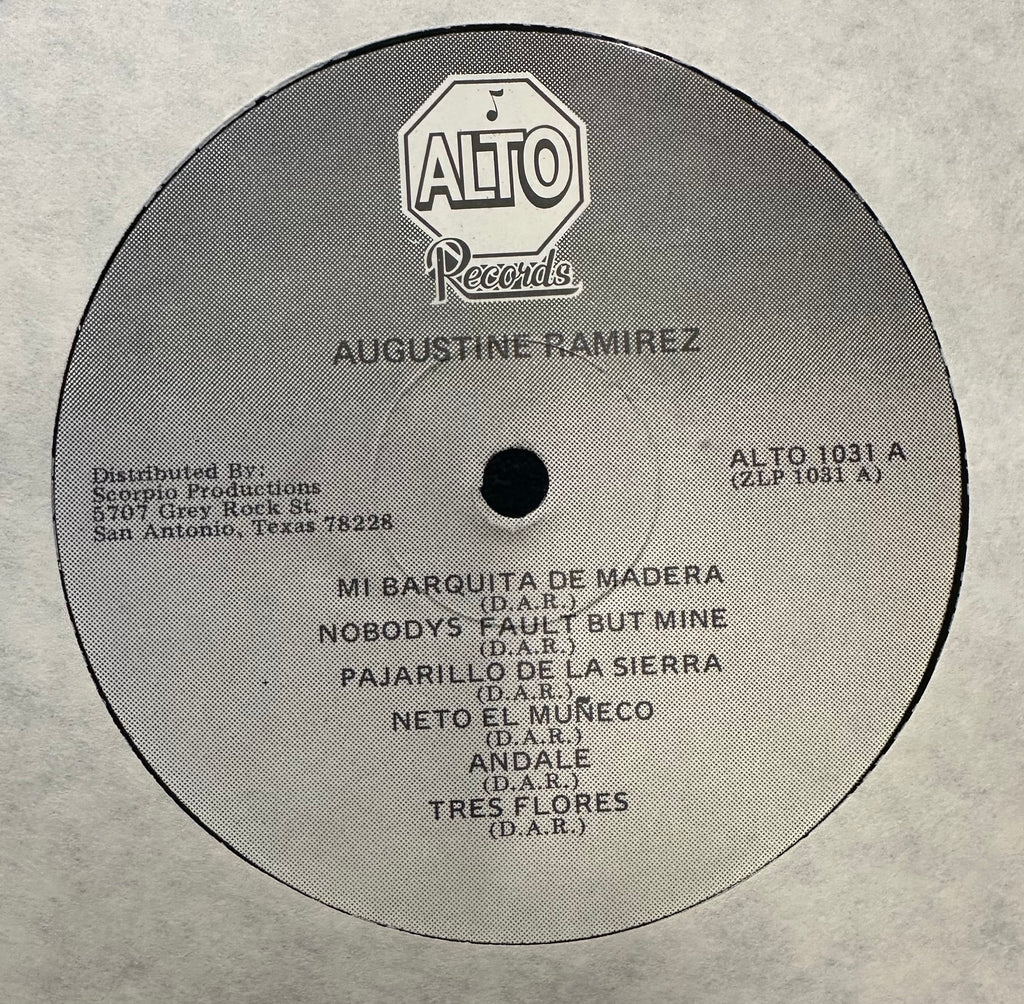 ALTO
Records
AUGUSTINE RAMIREZ
Distributed By:
Scorpio Productions
5707 Grey Rock St.
San Antonio, Texas 78228
ALTO 1031 A
(ZLP 1031 A)
MI BARQUITA DE MADERA
(D.A.R.)
NOBODYS FAULT BUT MINE
(D.A.R.)
PAJARILLO DE LA SIERRA
(D.A.R.)
NETO EL MUÑECO
(D.A.R.)
ANDALE
(D.A.R.)
TRES FLORES
(D.A.R.)